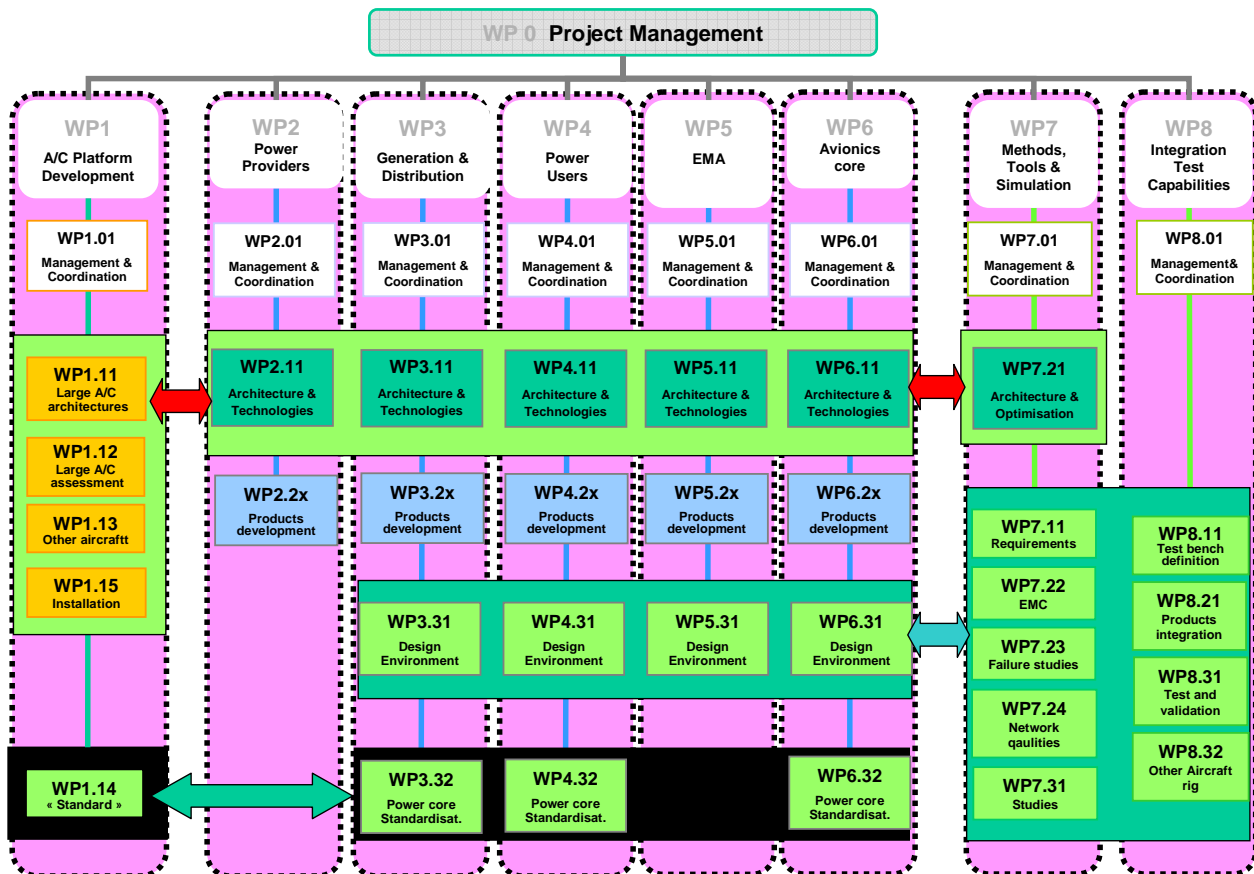 WP 0 Project Management
WP1
A/C Platform
Development
WP2
Power
Providers
WP3
Generation &
Distribution
WP4
Power
Users
WP5
EMA
WP6
Avionics
core
WP7
Methods,
Tools &
Simulation
WP8
Integration
Test
Capabilities
WP1.01
Management &
Coordination
WP2.01
Management &
Coordination
WP3.01
Management &
Coordination
WP4.01
Management &
Coordination
WP5.01
Management &
Coordination
WP6.01
Management &
Coordination
WP7.01
Management &
Coordination
WP8.01
Management&
Coordination
WP1.11
Large A/C
architectures
WP2.11
Architecture &
Technologies
WP3.11
Architecture &
Technologies
WP4.11
Architecture &
Technologies
WP5.11
Architecture &
Technologies
WP6.11
Architecture &
Technologies
WP7.21
Architecture &
Optimisation
WP1.12
Large A/C
assessment
WP1.13
Other aircraftt
WP1.15
Installation
WP2.2x
Products
development
WP3.2x
Products
development
WP4.2x
Products
development
WP5.2x
Products
development
WP6.2x
Products
development
WP3.31
Design
Environment
WP4.31
Design
Environment
WP5.31
Design
Environment
WP6.31
Design
Environment
WP7.11
Requirements
WP7.22
EMC
WP7.23
Failure studies
WP7.24
Network
qaulities
WP7.31
Studies
WP8.11
Test bench
definition
WP8.21
Products
integration
WP8.31
Test and
validation
WP8.32
Other Aircraft
rig
WP1.14
« Standard »
WP3.32
Power core
Standardisat.
WP4.32
Power core
Standardisat.
WP6.32
Power core
Standardisat.